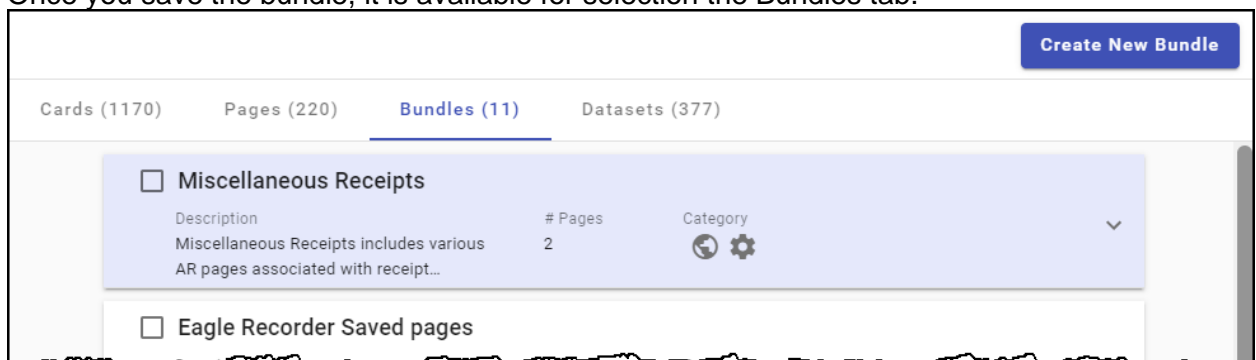 Once you save the bundle, it is available for selection the Bundles tab.
Create New Bundle
Cards (1170) Pages (220) Bundles (11) Datasets (377)
Miscellaneous Receipts
Description # Pages Category
Miscellaneous Receipts includes various 2
AR pages associated with receipt...
Eagle Recorder Saved pages